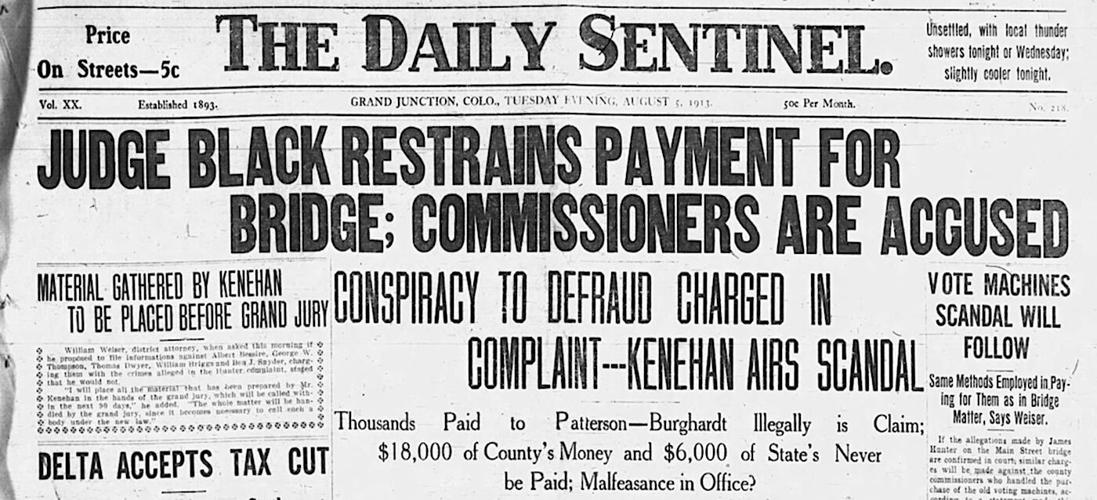 Price
On Streets—5c
THE DAILY SENTINEL.
Unsettled, with local thunder
showers tonight or Wednesday;
slightly cooler tonight.
Vol. XX. Established 1893. GRAND JUNCTION, COLO., TUESDAY EVENING, AUGUST 5, 1913. 50c Per Month. No. 218.
JUDGE BLACK RESTRAINS PAYMENT FOR
BRIDGE; COMMISSIONERS ARE ACCUSED
MATERIAL GATHERED BY KENEHAN
TO BE PLACED BEFORE GRAND JURY
William Weiser, district attorney, when asked this morning if
he proposed to file informations against Albert Bessire, George W.
Thompson, Thomas Dwyer, William Briggs and Ben J. Snyder, charg-
ing them with the crimes alleged in the Hunter complaint, stated
that he would not.
"I will place all the material that has been prepared by Mr.
Kenehan in the hands of the grand jury, which will be called with-
in the next 90 days," he added. "The whole matter will be han-
dled by the grand jury, since it becomes necessary to call such a
body under the new law."
DELTA ACCEPTS TAX CUT
CONSPIRACY TO DEFRAUD CHARGED IN
COMPLAINT---KENEHAN AIRS SCANDAL
Thousands Paid to Patterson—Burghardt Illegally is Claim;
$18,000 of County's Money and $6,000 of State's Never
be Paid; Malfeasance in Office?
VOTE MACHINES
SCANDAL WILL
FOLLOW
Same Methods Employed in Pay-
ing for Them as in Bridge
Matter, Says Weiser.
If the allegations made by James
Hunter on the Main Street bridge
are confirmed in court, similar charg-
es will be made against the county
commissioners who handled the pur-
chase of the old voting machines, ac-